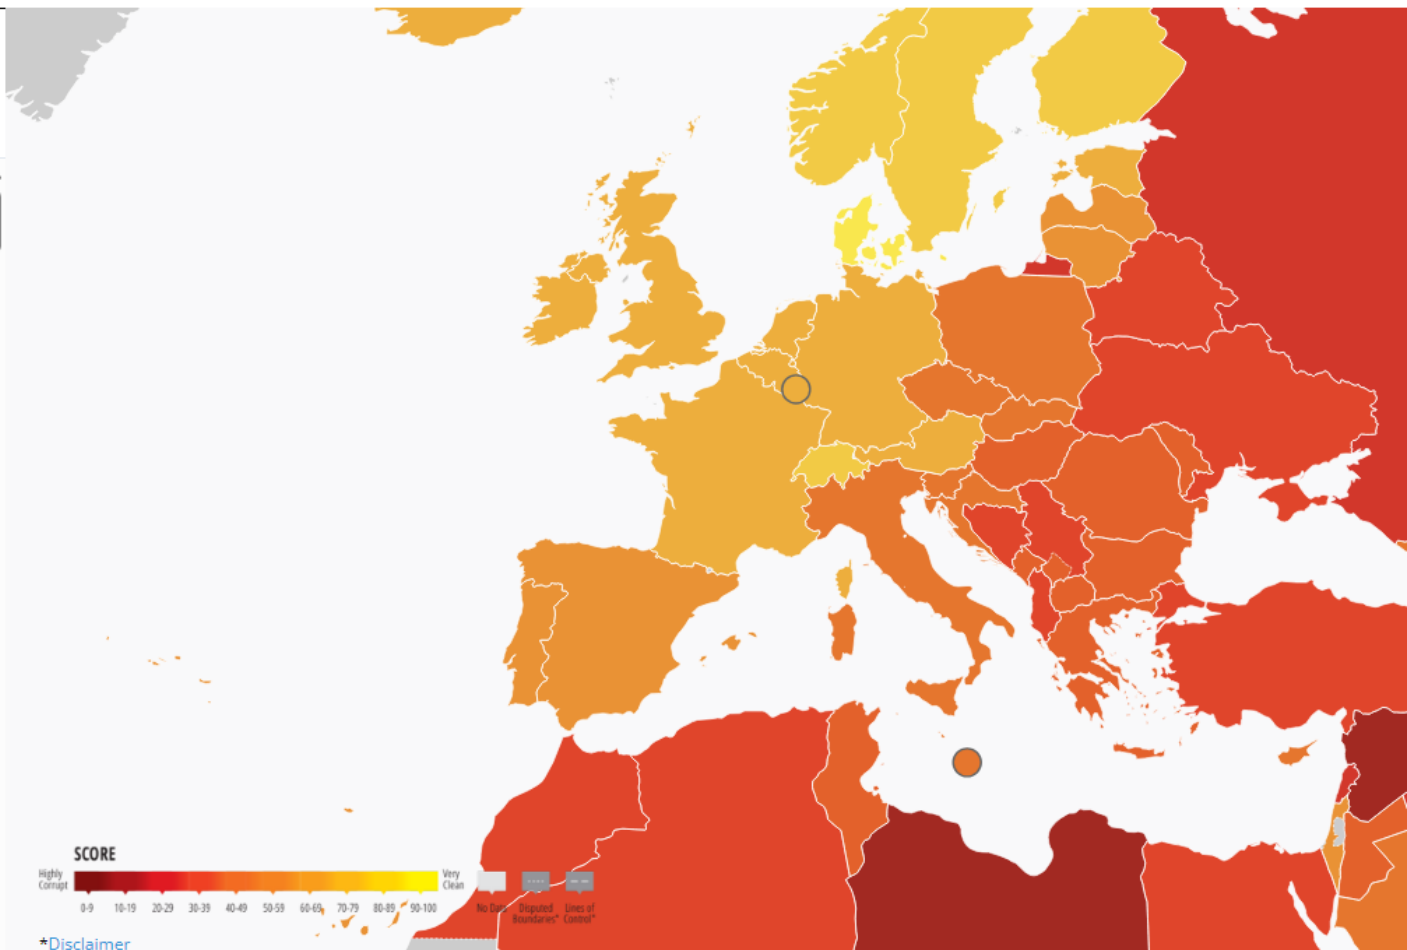 SCORE
Highly
Corrupt
Very
Clean
0-9 10-19 20-29 30-39 40-49 50-59 60-69 70-79 80-89 90-100
No Data
Disputed
Boundaries*
Lines of
Control*
*Disclaimer